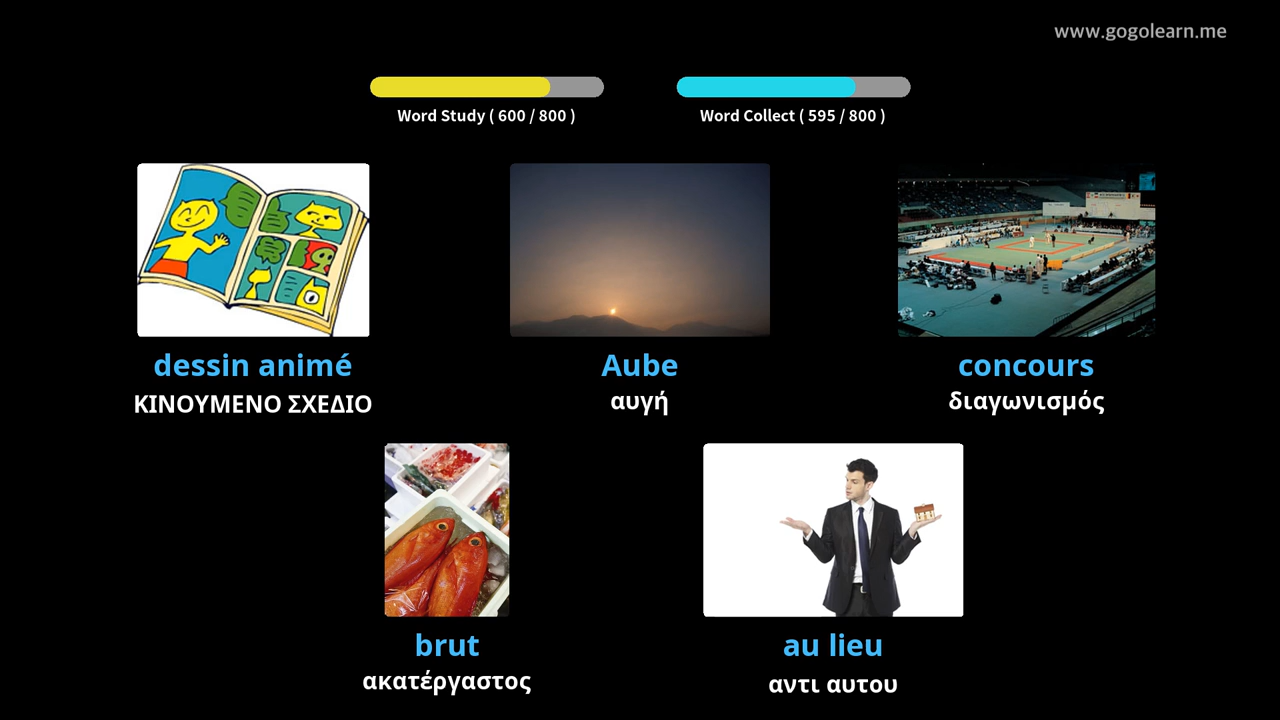 www.gogolearn.me
Word Study ( 600 / 800 )
Word Collect ( 595 / 800 )
dessin animé
ΚΙΝΟΥΜΕΝΟ ΣΧΕΔΙΟ
Aube
αυγή
concours
διαγωνισμός
brut
ακατέργαστος
au lieu
αντι αυτου